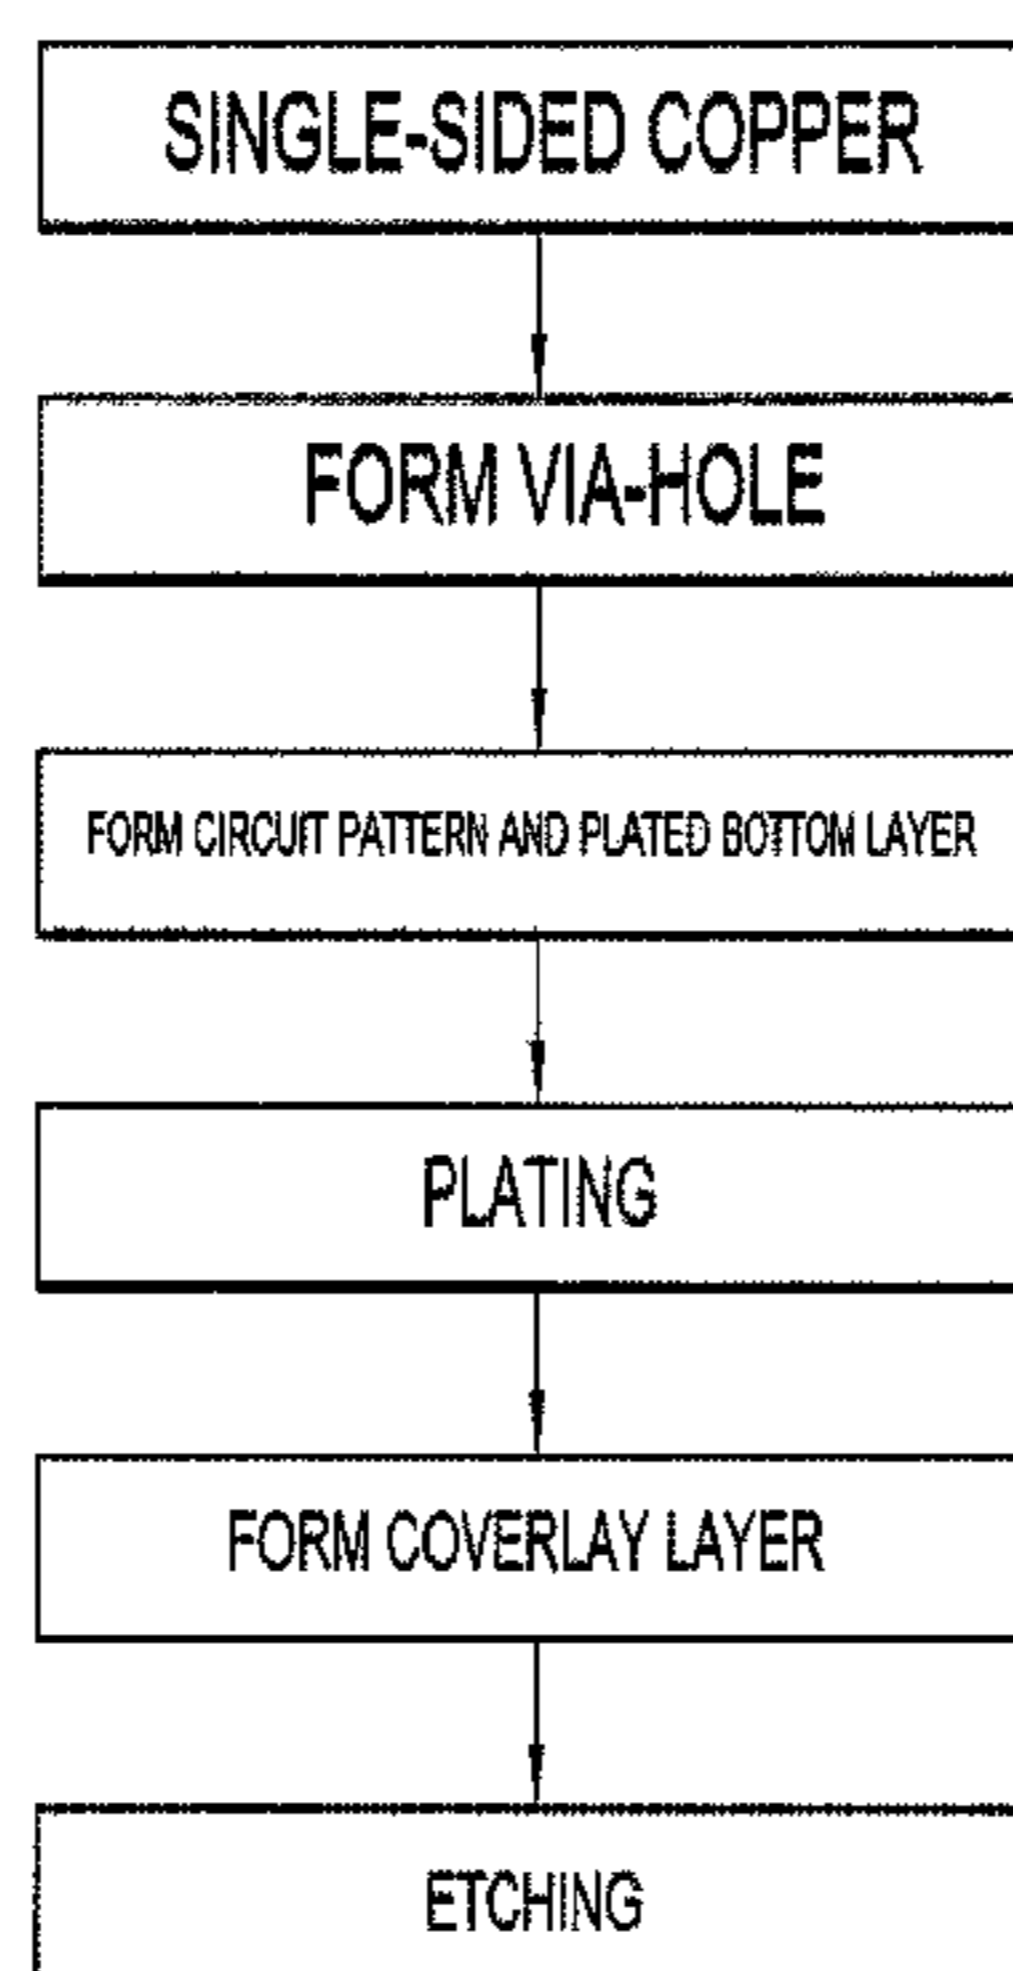 SINGLE-SIDED COPPER
FORM VIA-HOLE
FORM CIRCUIT PATTERN AND PLATED BOTTOM LAYER
PLATING
FORM COVERLAY LAYER
ETCHING